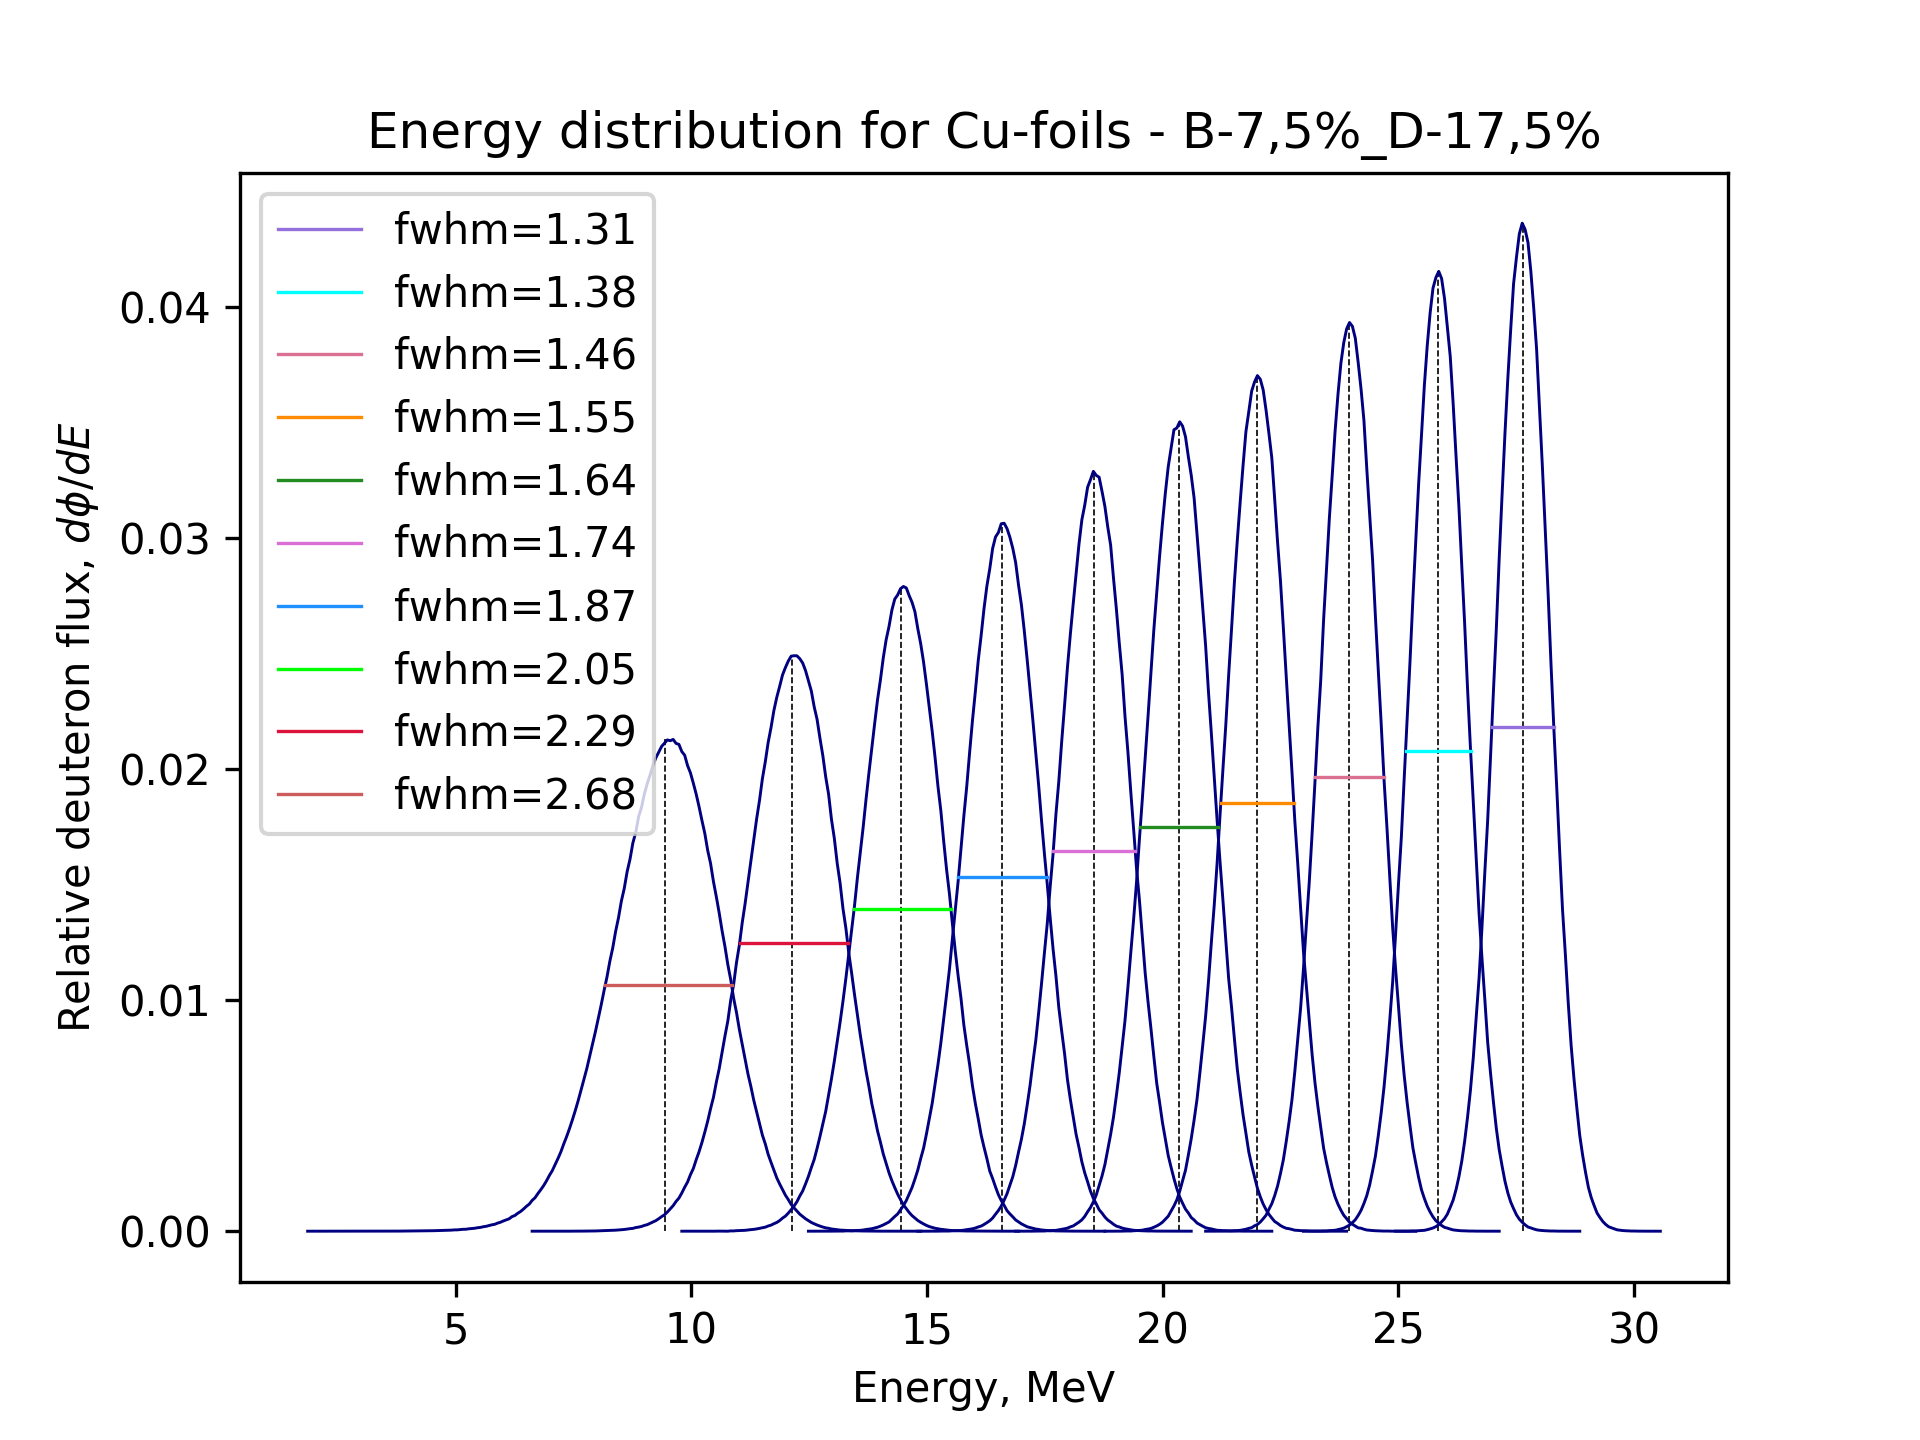 Energy distribution for Cu-foils - B-7,5%_D-17,5%
fwhm=1.31
fwhm=1.38
fwhm=1.46
fwhm=1.55
fwhm=1.64
fwhm=1.74
fwhm=1.87
fwhm=2.05
fwhm=2.29
fwhm=2.68
Relative deuteron flux, dϕ/dE
0.04
0.03
0.02
0.01
0.00
5 10 15 20 25 30
Energy, MeV